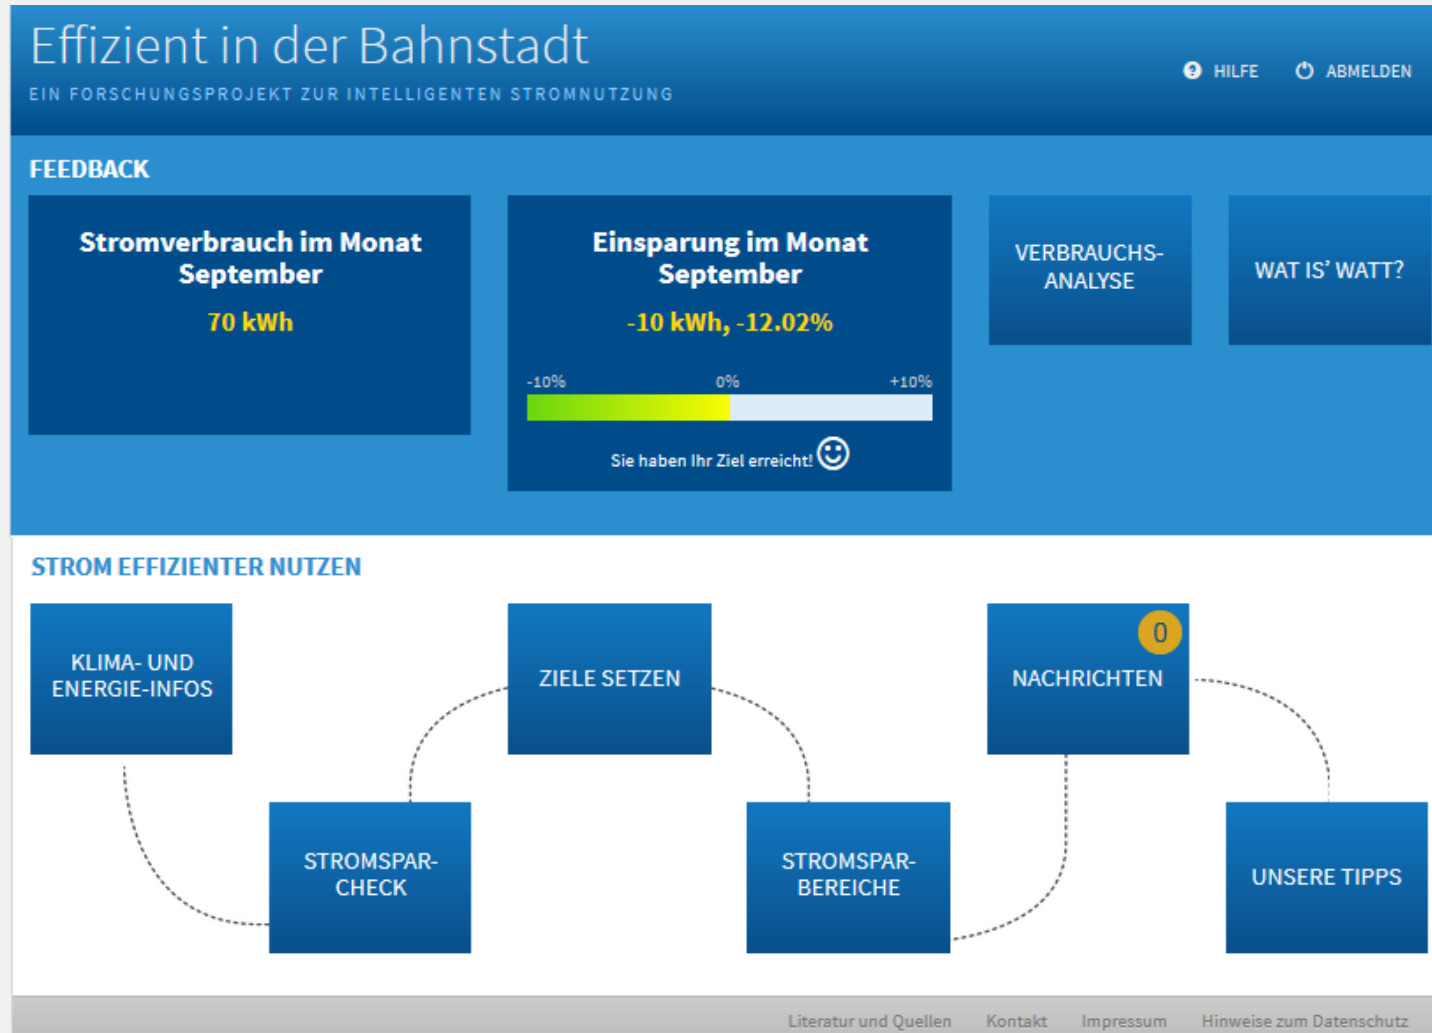 Effizient in der Bahnstadt
EIN FORSCHUNGSPROJEKT ZUR INTELLIGENTEN STROMNUTZUNG
HILFE
ABMELDEN
FEEDBACK
Stromverbrauch im Monat
September
70 kWh
Einsparung im Monat
September
-10 kWh, -12.02%
-10%
0%
+10%
Sie haben Ihr Ziel erreicht!
VERBRAUCHS-
ANALYSE
WAT IS’ WATT?
STROM EFFIZIENTER NUTZEN
KLIMA- UND
ENERGIE-INFOS
STROMSPAR-
CHECK
ZIELE SETZEN
STROMSPAR-
BEREICHE
0
NACHRICHTEN
UNSERE TIPPS
Literatur und Quellen
Kontakt
Impressum
Hinweise zum Datenschutz